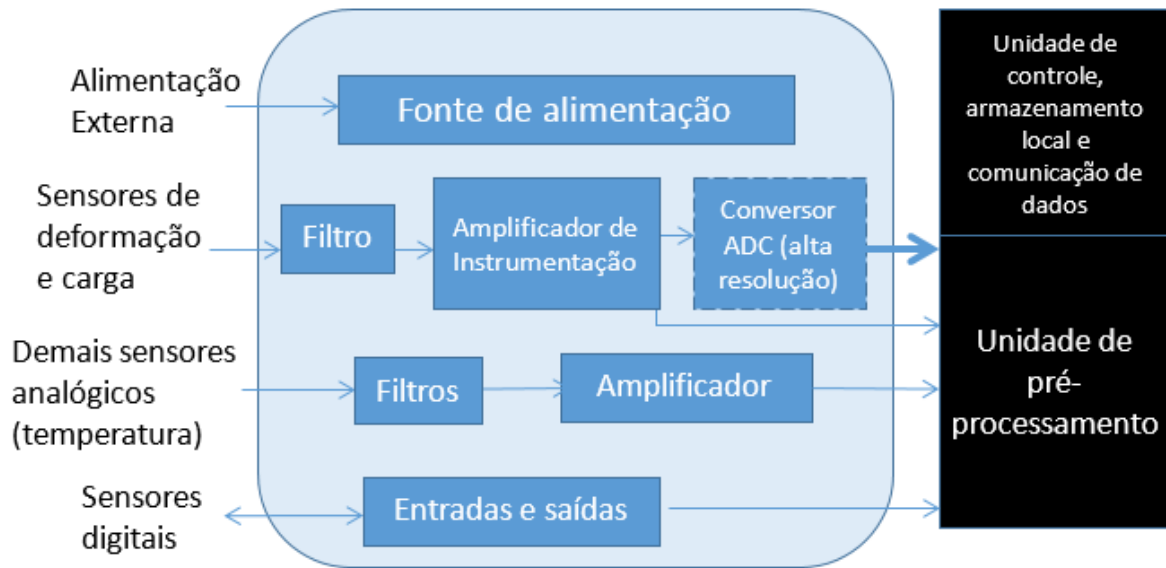 Alimentação
Externa
Fonte de alimentação
Unidade de
controle,
armazenamento
local e
comunicação de
dados
Sensores de
deformação
e carga
Filtro
Amplificador de
Instrumentação
Conversor
ADC (alta
resolução)
Demais sensores
analógicos
(temperatura)
Filtros
Amplificador
Unidade de
pré-
processamento
Sensores
digitais
Entradas e saídas